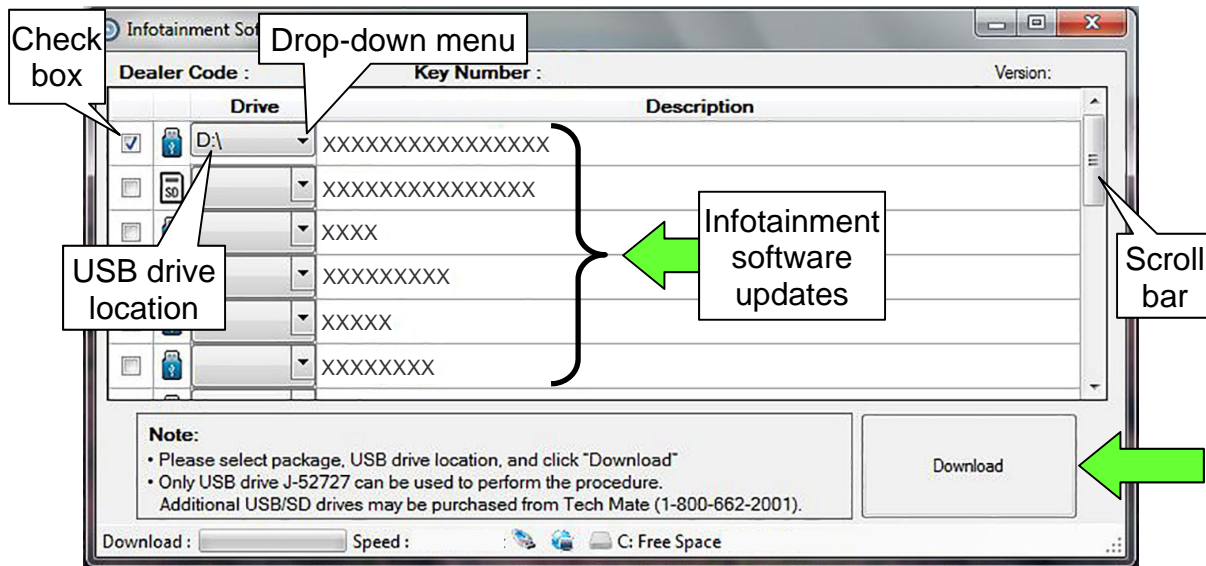 Check
box
Infotainment Sof
Drop-down menu
Dealer Code :
Key Number :
Version:
Drive
Description
D:\
XXXXXXXXXXXXXXXX
SD
XXXXXXXXXXXXXXX
XXXX
XXXXXXXXX
XXXXX
XXXXXXXX
USB drive
location
Infotainment
software
updates
Scroll
bar
Note:
• Please select package, USB drive location, and click "Download"
• Only USB drive J-52727 can be used to perform the procedure.
Additional USB/SD drives may be purchased from Tech Mate (1-800-662-2001).
Download
Download :
Speed :
:
C: Free Space